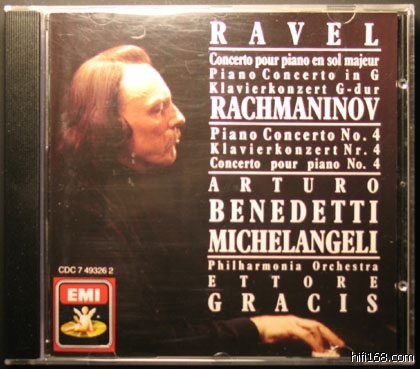 RAVEL
Concerto pour piano en sol majeur
Piano Concerto in G
Klavierkonzert G-dur
RACHMANINOV
Piano Concerto No. 4
Klavierkonzert Nr. 4
Concerto pour piano No. 4
ARTURO
BENEDETTI
MICHELANGELI
Philharmonia Orchestra
ETTORE
GRACIS
CDC 7 49326 2
EMI
hifi168.com